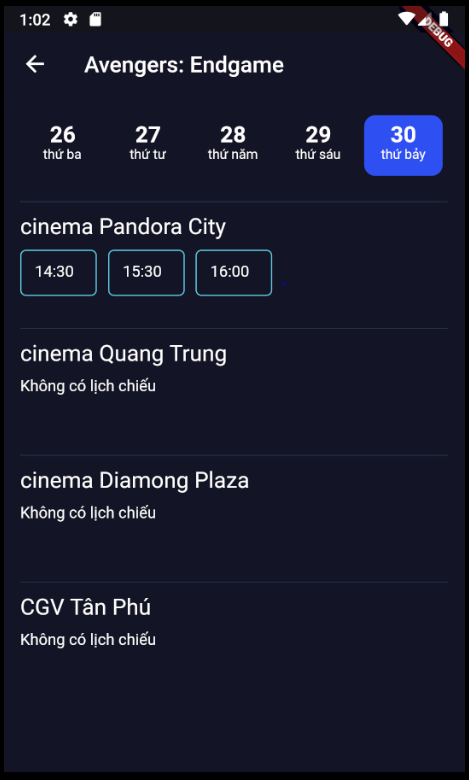 1:02
DEBUG
Avengers: Endgame
26 27 28 29 30
thứ ba thứ tư thứ năm thứ sáu thứ bảy
cinema Pandora City
14:30 15:30 16:00
cinema Quang Trung
Không có lịch chiếu
cinema Diamong Plaza
Không có lịch chiếu
CGV Tân Phú
Không có lịch chiếu